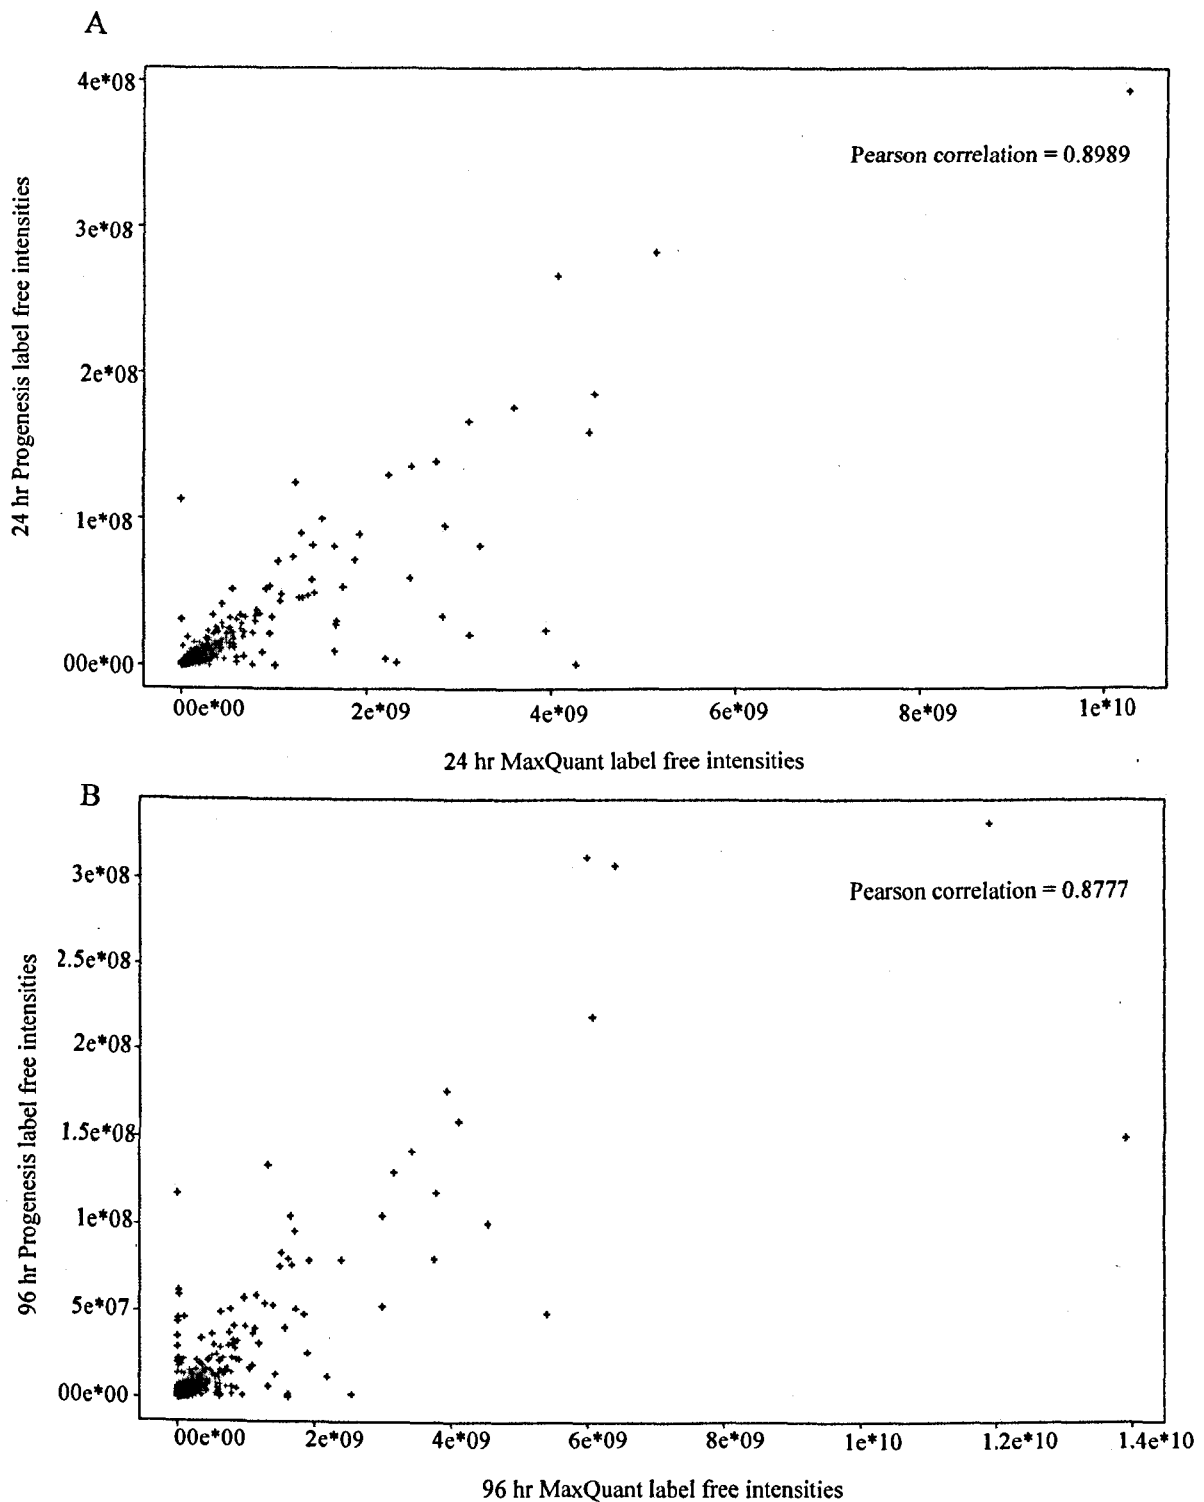 A
4e*08
3e*08
2e*08
1e*08
00e*00
24 hr Progenesis label free intensities
Pearson correlation = 0.8989
00e*00 2e*09 4e*09 6e*09 8e*09 1e*10
24 hr MaxQuant label free intensities
B
3e*08
2.5e*08
2e*08
1.5e*08
1e*08
5e*07
00e*00
96 hr Progenesis label free intensities
Pearson correlation = 0.8777
00e*00 2e*09 4e*09 6e*09 8e*09 1e*10 1.2e*10 1.4e*10
96 hr MaxQuant label free intensities